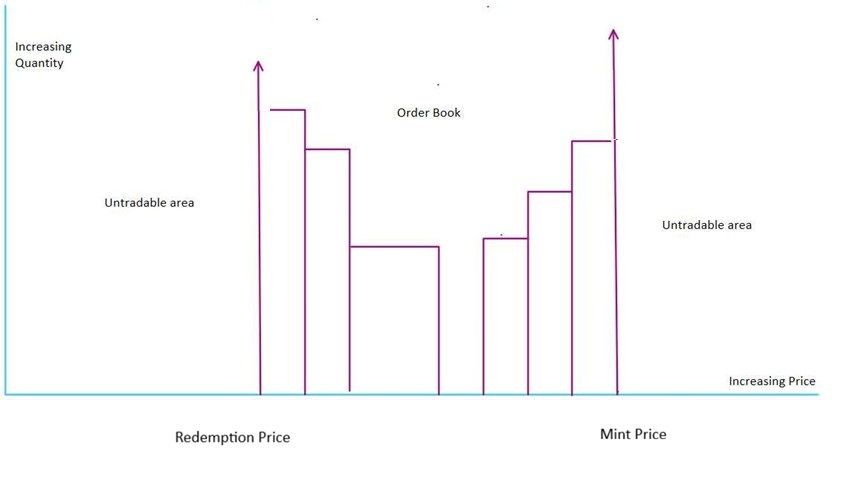 Increasing
Quantity
Order Book
Untradable area
Untradable area
Increasing Price
Redemption Price
Mint Price